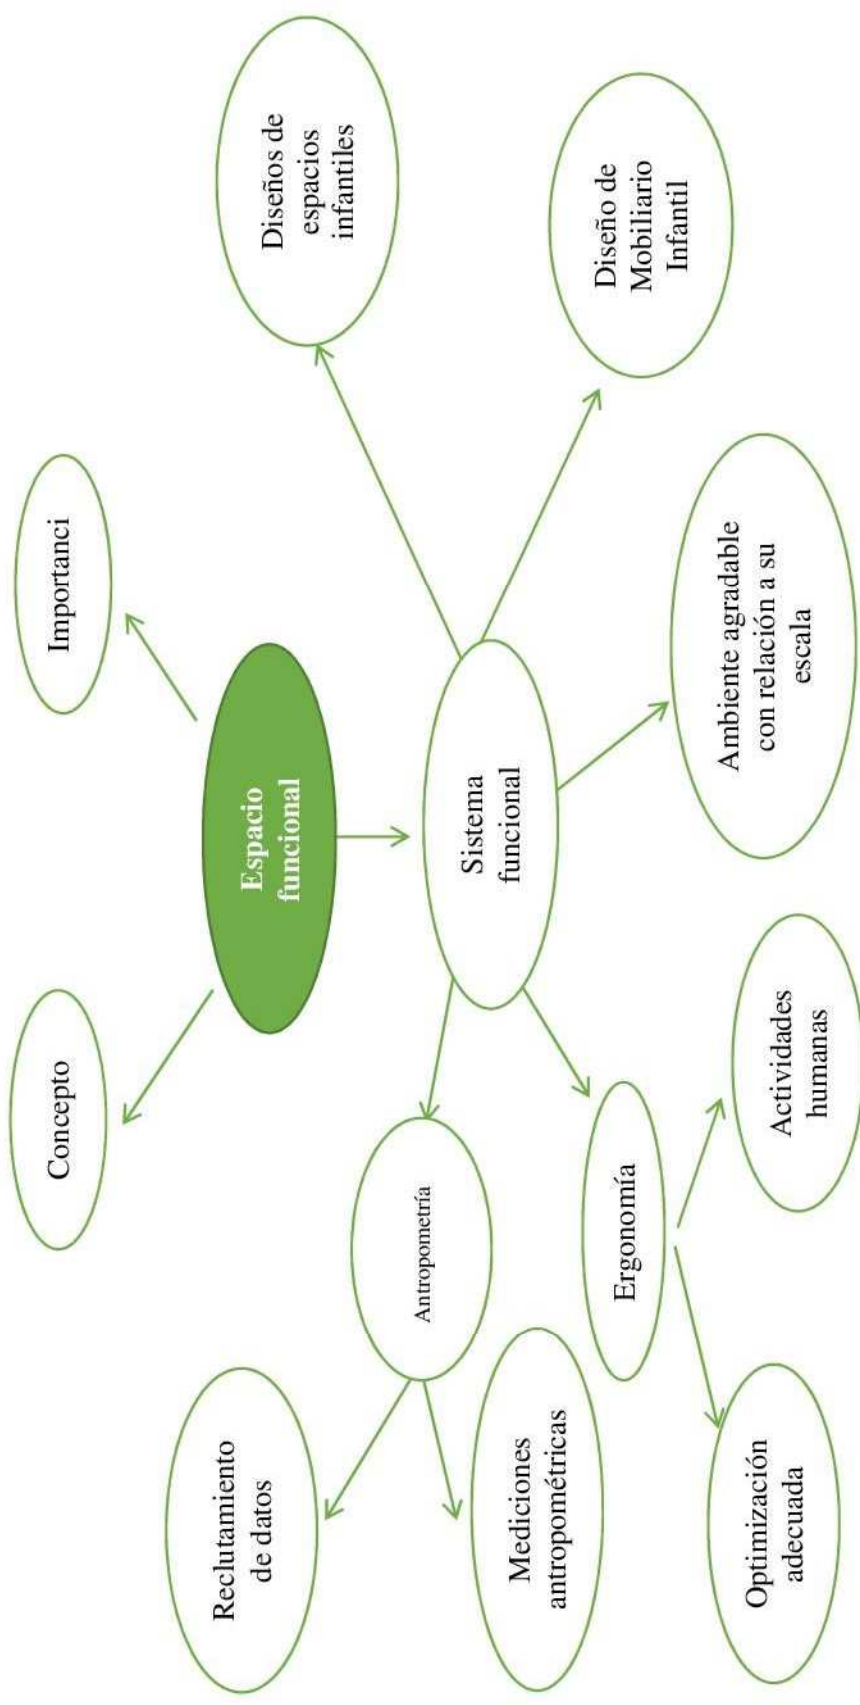 Concepto
Importanci
Espacio
funcional
Diseños de
espacios
infantiles
Reclutamiento
de datos
Antropometría
Sistema
funcional
Mediciones
antropométricas
Ergonomía
Diseño de
Mobiliario
Infantil
Ambiente agradable
con relación a su
escala
Optimización
adecuada
Actividades
humanas